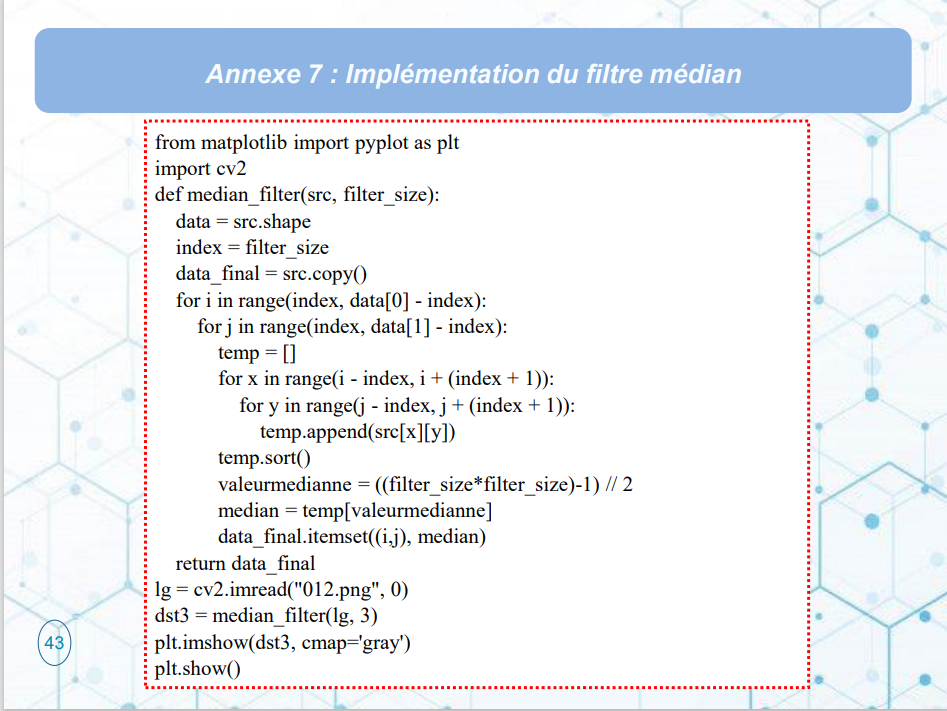 Annexe 7 : Implémentation du filtre médian
from matplotlib import pyplot as plt
import cv2
def median_filter(src, filter_size):
    data = src.shape
    index = filter_size
    data_final = src.copy()
    for i in range(index, data[0] - index):
        for j in range(index, data[1] - index):
            temp = []
            for x in range(i - index, i + (index + 1)):
                for y in range(j - index, j + (index + 1)):
                    temp.append(src[x][y])
            temp.sort()
            valeurmedianne = ((filter_size*filter_size)-1) // 2
            median = temp[valeurmedianne]
            data_final.itemset((i,j), median)
    return data_final
lg = cv2.imread("012.png", 0)
dst3 = median_filter(lg, 3)
plt.imshow(dst3, cmap='gray')
plt.show()
43